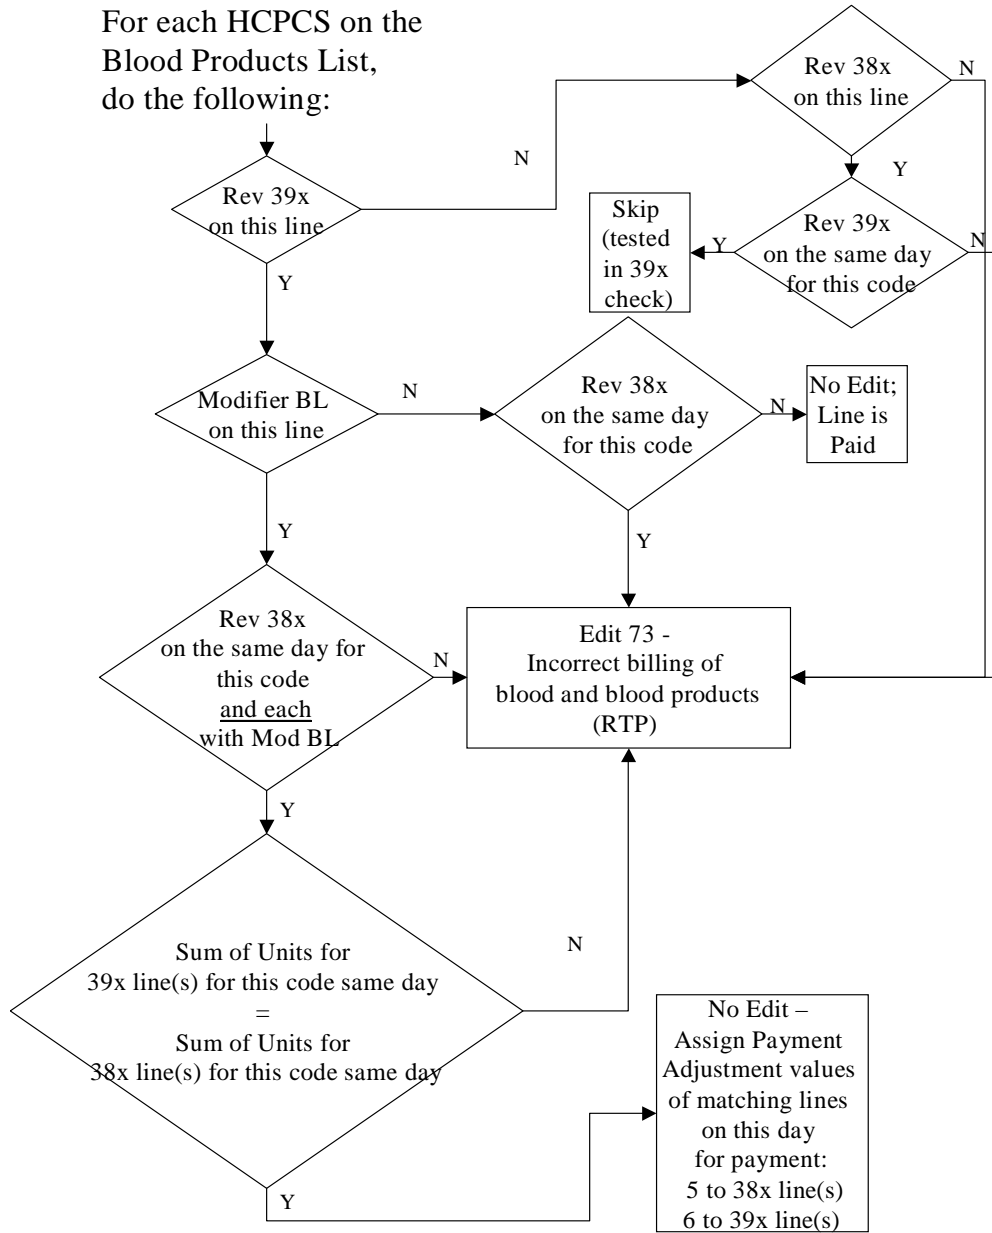 For each HCPCS on the
Blood Products List,
do the following:
Rev 38x
on this line
N
N
Y
Rev 39x
on this line
Skip
(tested
in 39x
check)
Y
Rev 39x
on the same day
for this code
N
Y
Modifier BL
on this line
N
Rev 38x
on the same day
for this code
N
No Edit;
Line is
Paid
Y
Y
Rev 38x
on the same day for
this code
and each
with Mod BL
N
Edit 73 -
Incorrect billing of
blood and blood products
(RTP)
Y
Sum of Units for
39x line(s) for this code same day
=
Sum of Units for
38x line(s) for this code same day
N
No Edit –
Assign Payment
Adjustment values
of matching lines
on this day
for payment:
5 to 38x line(s)
6 to 39x line(s)
Y